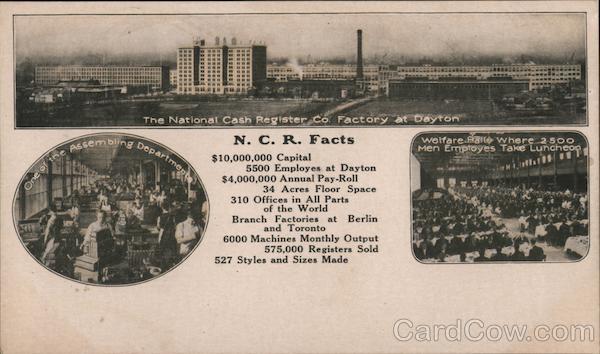 The National Cash Register Co. Factory at Dayton
One of the Assembling Departments
N. C. R. Facts
$10,000,000 Capital
5500 Employes at Dayton
$4,000,000 Annual Pay-Roll
34 Acres Floor Space
310 Offices in All Parts
of the World
Branch Factories at Berlin
and Toronto
6000 Machines Monthly Output
575,000 Registers Sold
527 Styles and Sizes Made
Welfare Hall Where 2500
Men Employes Take Luncheon
CardCow.com